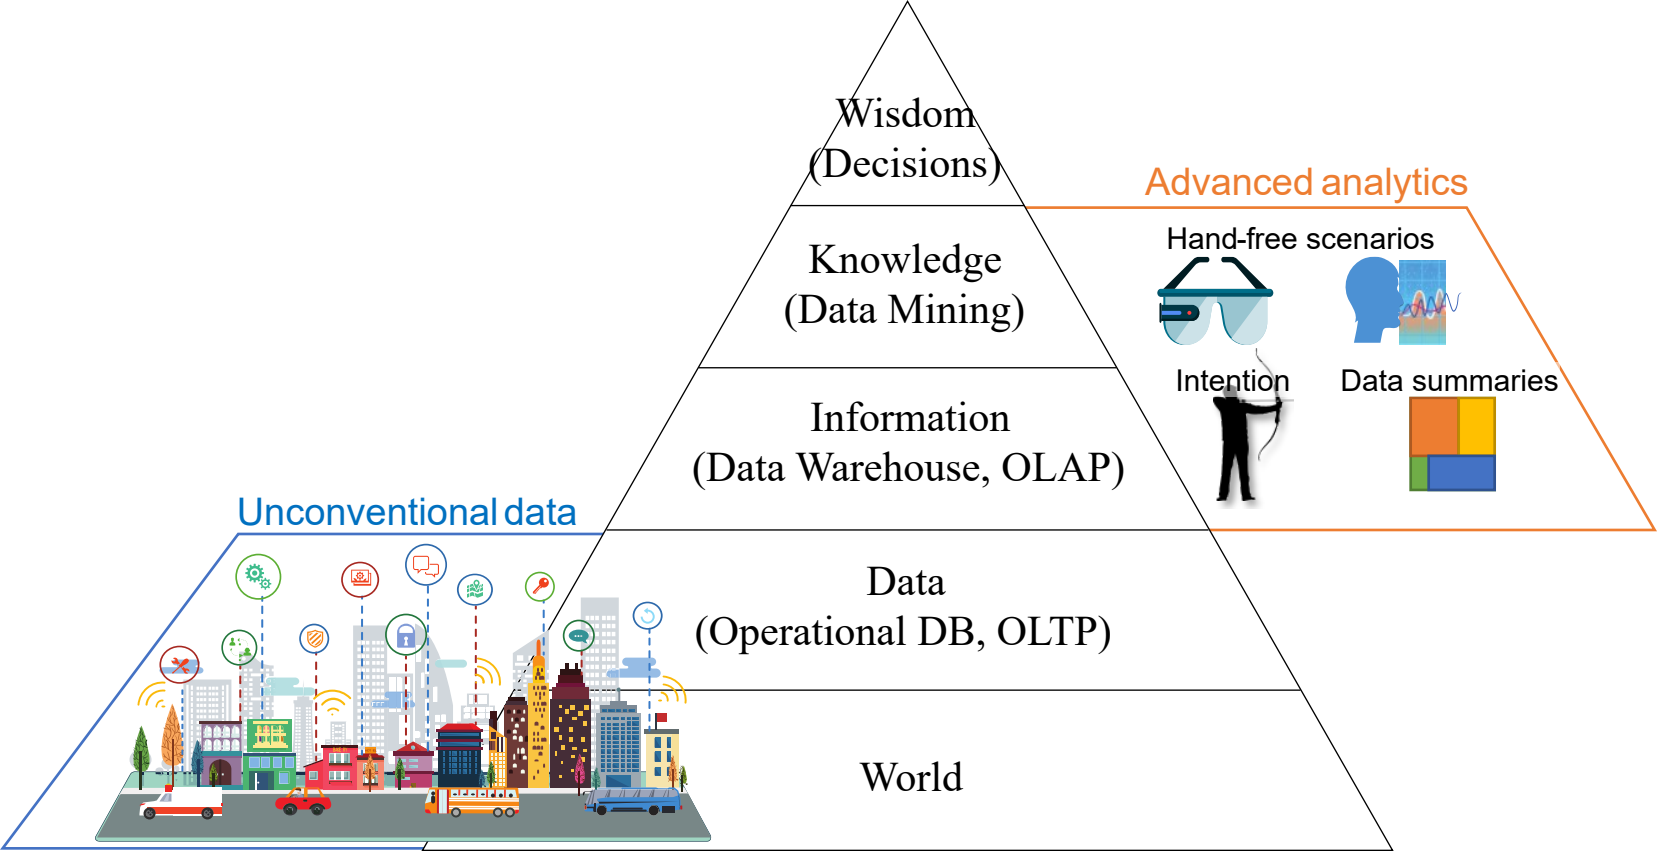 Wisdom
(Decisions)
Advanced analytics
Knowledge
(Data Mining)
Hand-free scenarios
Intention
Data summaries
Information
(Data Warehouse, OLAP)
Unconventional data
Data
(Operational DB, OLTP)
World